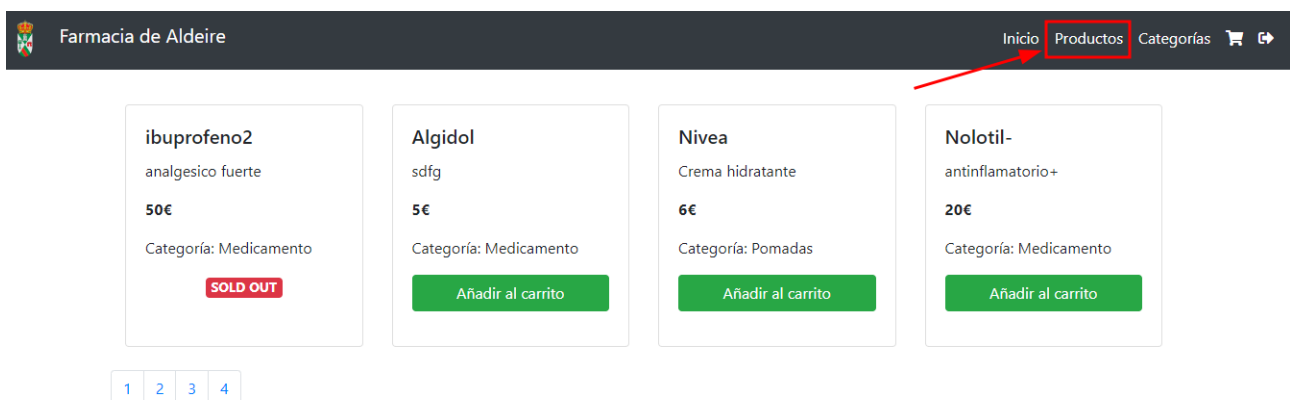 Farmacia de Aldeire
Inicio Productos Categorías
ibuprofeno2
analgesico fuerte
50€
Categoría: Medicamento
SOLD OUT
Algidol
sdfg
5€
Categoría: Medicamento
Añadir al carrito
Nivea
Crema hidratante
6€
Categoría: Pomadas
Añadir al carrito
Nolotil-
antinflamatorio+
20€
Categoría: Medicamento
Añadir al carrito
1 2 3 4